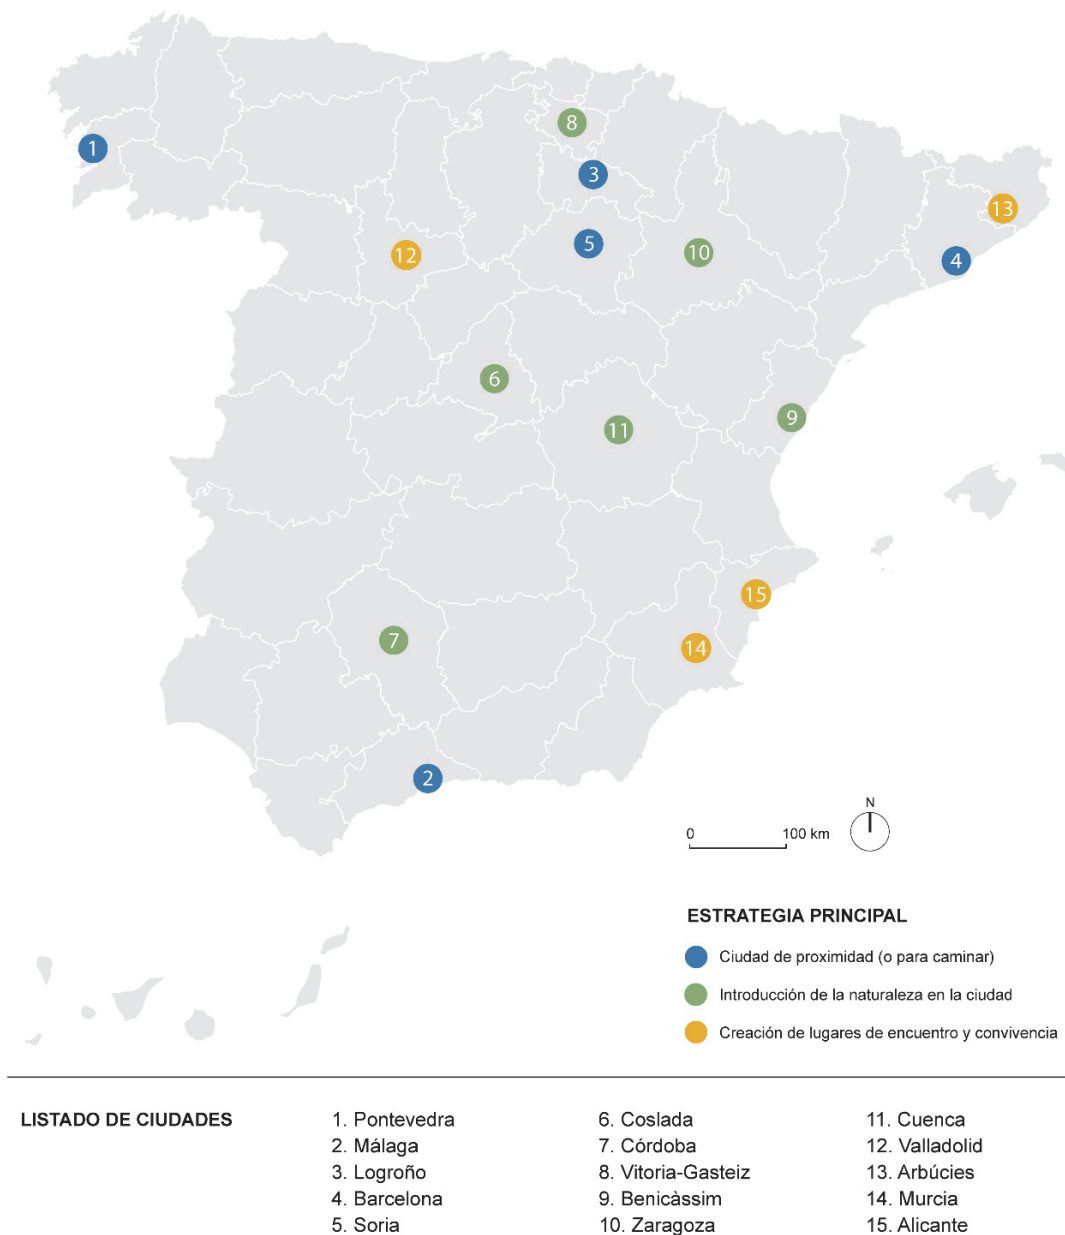 1
8
3
13
5
10
12
4
6
9
11
15
7
14
2
N
0 100 km
ESTRATEGIA PRINCIPAL
Ciudad de proximidad (o para caminar)
Introducción de la naturaleza en la ciudad
Creación de lugares de encuentro y convivencia
LISTADO DE CIUDADES
1. Pontevedra
2. Málaga
3. Logroño
4. Barcelona
5. Soria
6. Coslada
7. Córdoba
8. Vitoria-Gasteiz
9. Benicàssim
10. Zaragoza
11. Cuenca
12. Valladolid
13. Arbúcies
14. Murcia
15. Alicante